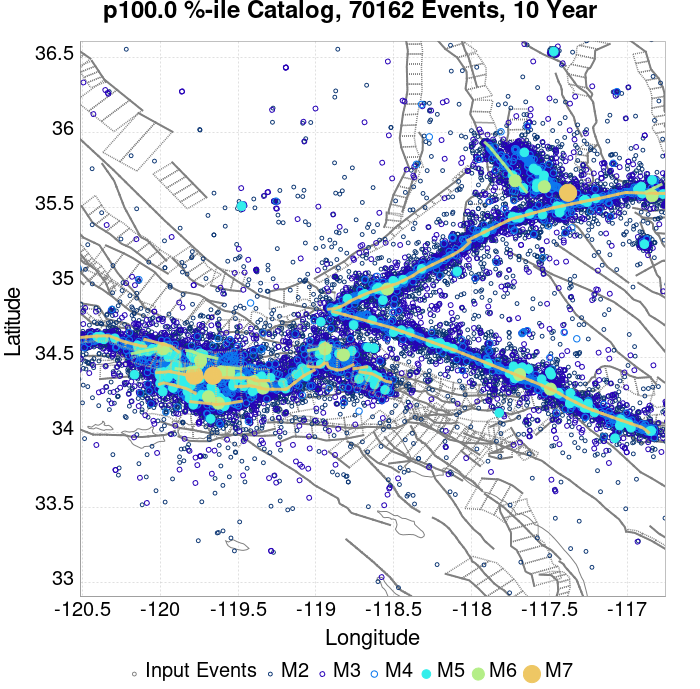 p100.0 %-ile Catalog, 70162 Events, 10 Year
36.5
36
35.5
35
34.5
34
33.5
33
Latitude
-120.5 -120 -119.5 -119 -118.5 -118 -117.5 -117
Longitude
Input Events M2 M3 M4 M5 M6 M7